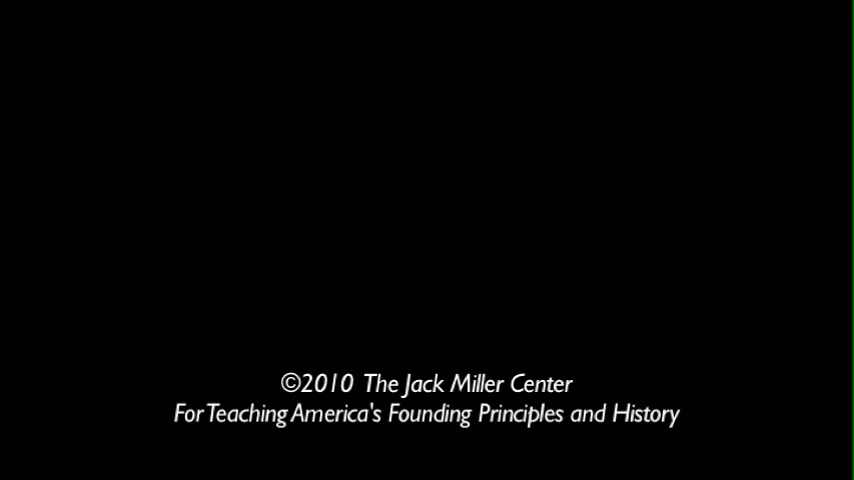 ©2010 The Jack Miller Center
For Teaching America's Founding Principles and History